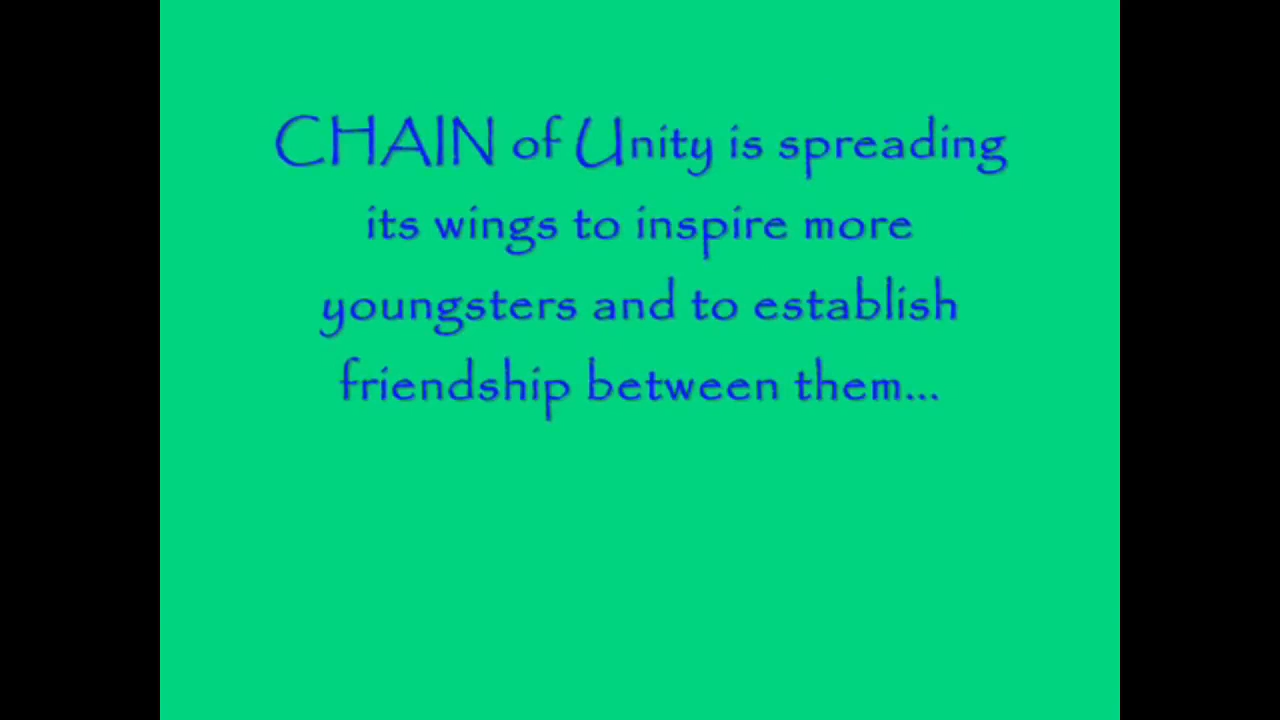 CHAIN of Unity is spreading
its wings to inspire more
youngsters and to establish
friendship between them...